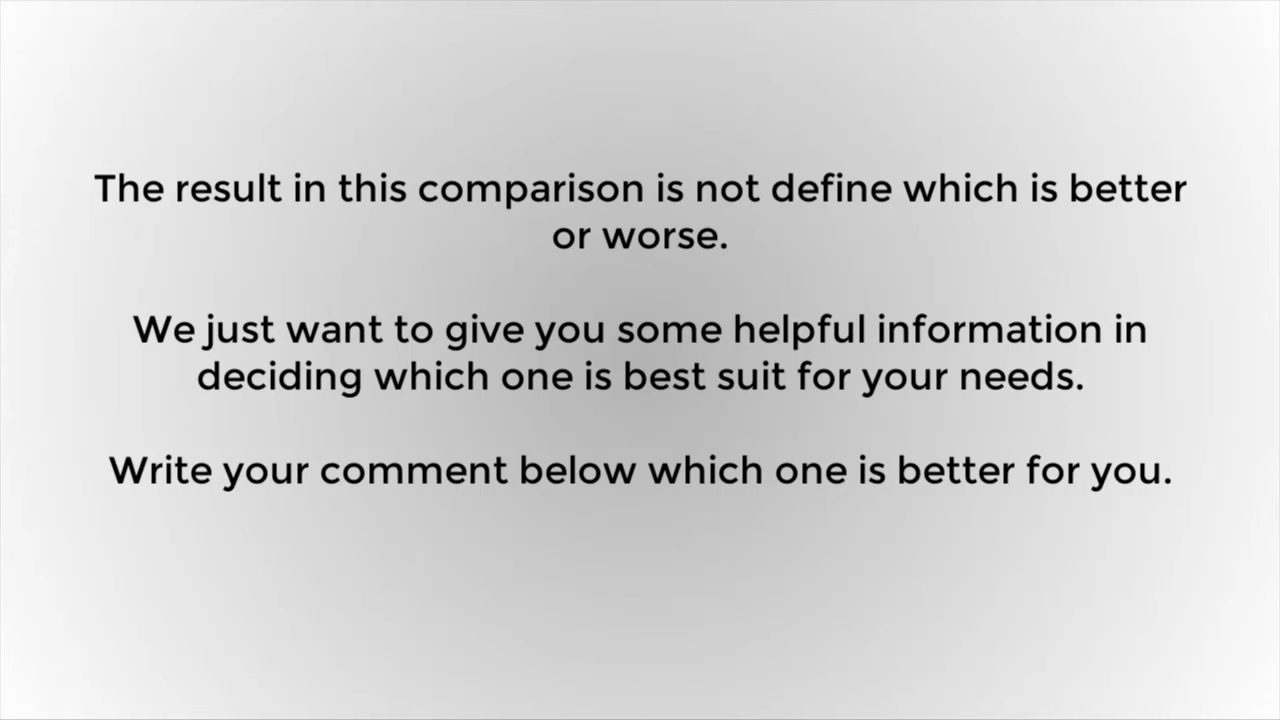 The result in this comparison is not define which is better
or worse.
We just want to give you some helpful information in
deciding which one is best suit for your needs.
Write your comment below which one is better for you.